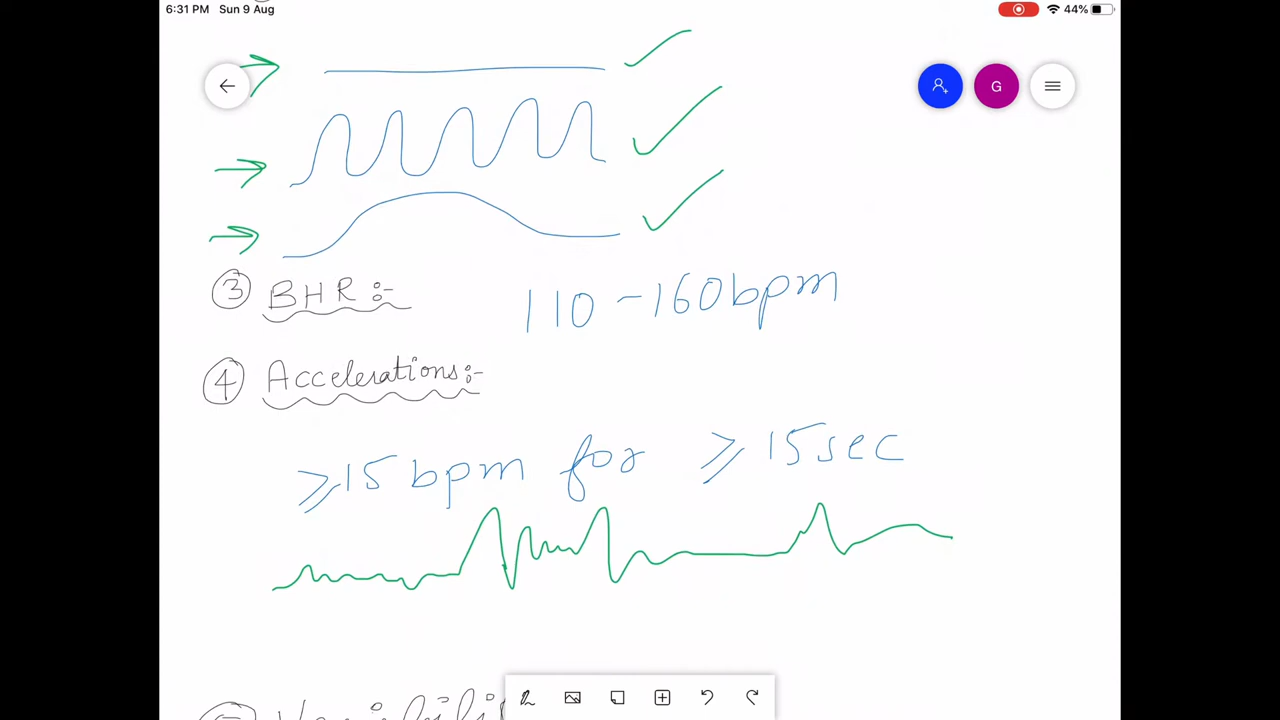 6:31 PM Sun 9 Aug 44%
G
③ BHR:- 110-160bpm
④ Accelerations:-
≥15 bpm for ≥ 15sec